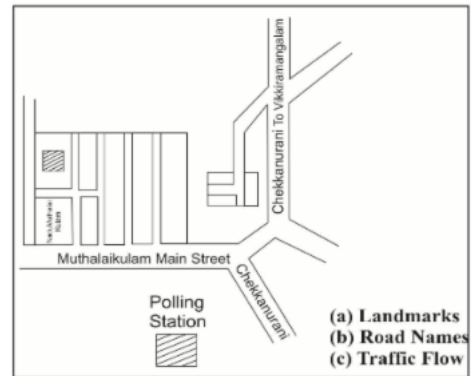 Chekkanurani To Vikkiramangalam
Muthalaikulam Main Street
Chekkanurani
Polling
Station
(a) Landmarks
(b) Road Names
(c) Traffic Flow